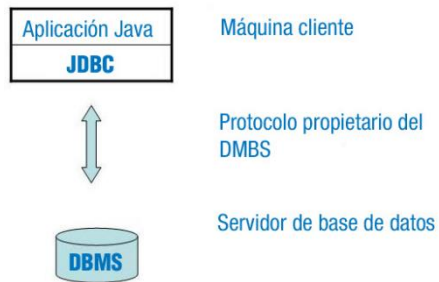 Aplicación Java
JDBC
Máquina cliente
Protocolo propietario del
DMBS
Servidor de base de datos
DBMS